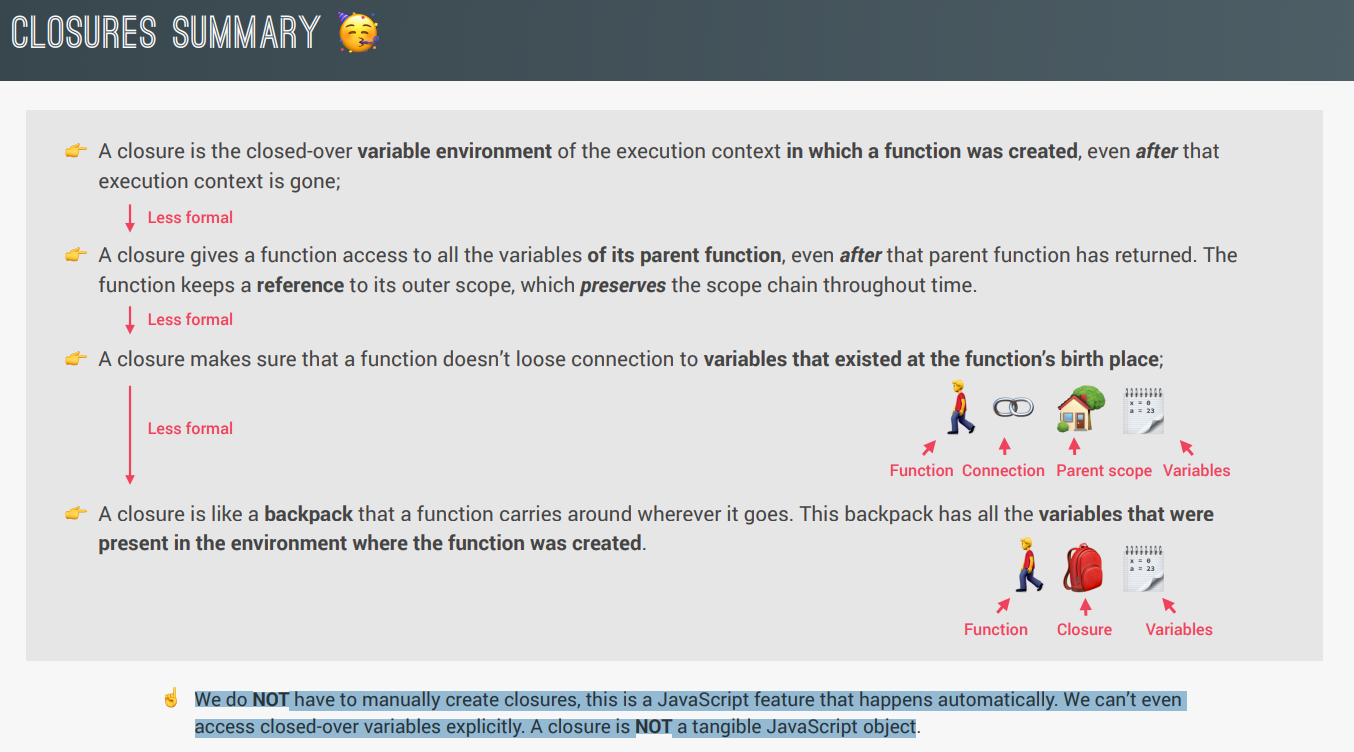 CLOSURES SUMMARY 🥳
👉 A closure is the closed-over variable environment of the execution context in which a function was created, even after that
execution context is gone;
Less formal
👉 A closure gives a function access to all the variables of its parent function, even after that parent function has returned. The
function keeps a reference to its outer scope, which preserves the scope chain throughout time.
Less formal
👉 A closure makes sure that a function doesn’t loose connection to variables that existed at the function’s birth place;
x = 0
a = 23
Less formal
Function Connection Parent scope Variables
👉 A closure is like a backpack that a function carries around wherever it goes. This backpack has all the variables that were
present in the environment where the function was created.
x = 0
a = 23
Function Closure Variables
☝️ We do NOT have to manually create closures, this is a JavaScript feature that happens automatically. We can’t even
access closed-over variables explicitly. A closure is NOT a tangible JavaScript object.